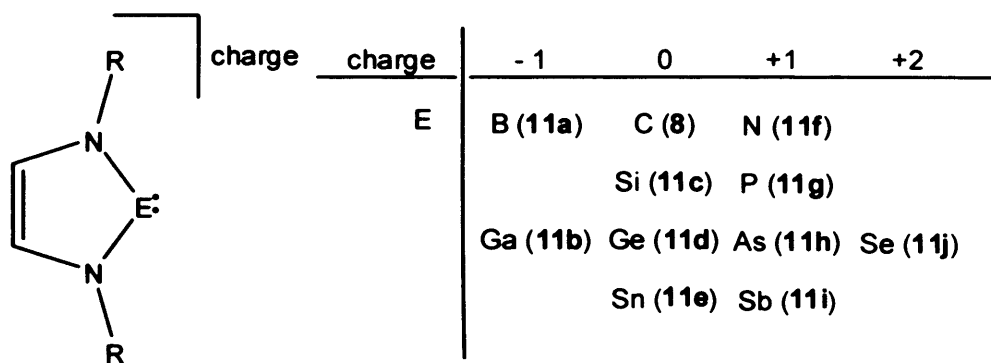 R charge charge - 1 0 +1 +2
N E B (11a) C (8) N (11f)
Si (11c) P (11g)
E: Ga (11b) Ge (11d) As (11h) Se (11j)
N Sn (11e) Sb (11i)
R